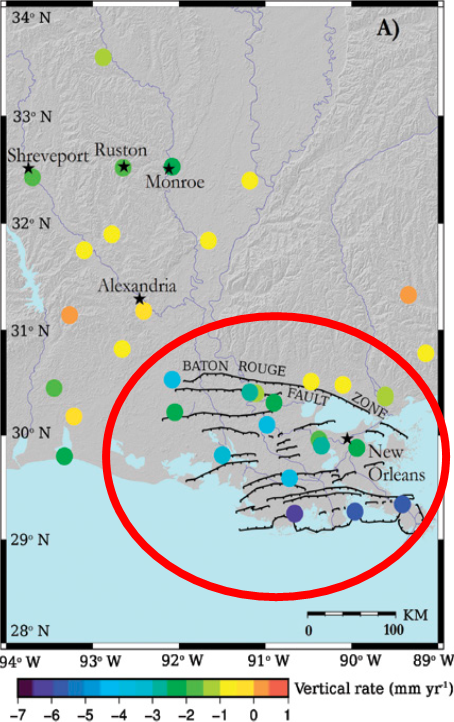 34° N
A)
33° N
Shreveport
Ruston
Monroe
32° N
Alexandria
31° N
BATON ROUGE
FAULT
ZONE
30° N
New
Orleans
29° N
28° N
KM
0 100
94° W 93° W 92° W 91° W 90° W 89° W
-7 -6 -5 -4 -3 -2 -1 0 1
Vertical rate (mm yr⁻¹)